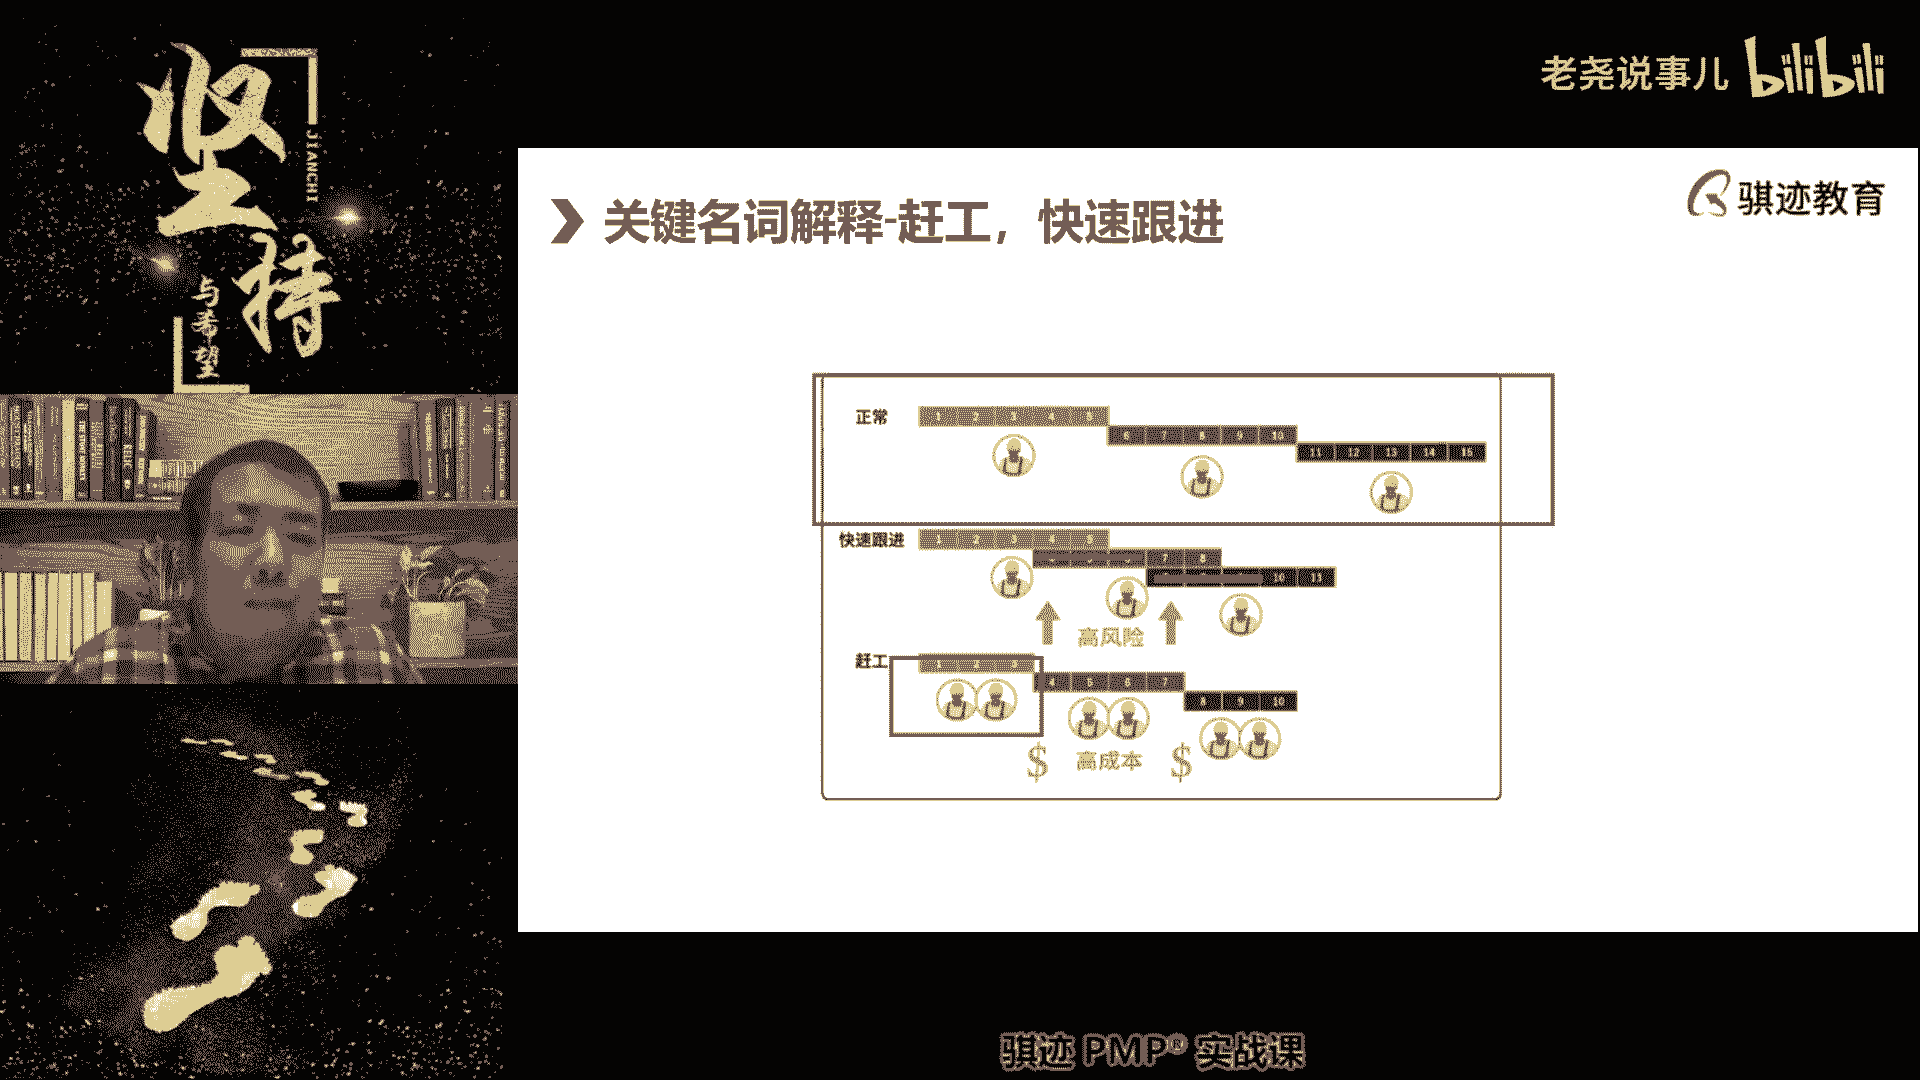 坚持
JIANCHI
与希望
老尧说事儿 bilibili
骐迹教育
关键名词解释-赶工，快速跟进
正常
1 2 3 4 5
6 7 8 9 10
11 12 13 14 15
快速跟进
1 2 3 4 5
7 8
10 11
高风险
赶工
1 2 3
4 5 6 7
8 9 10
$ 高成本 $
骐迹 PMP® 实战课